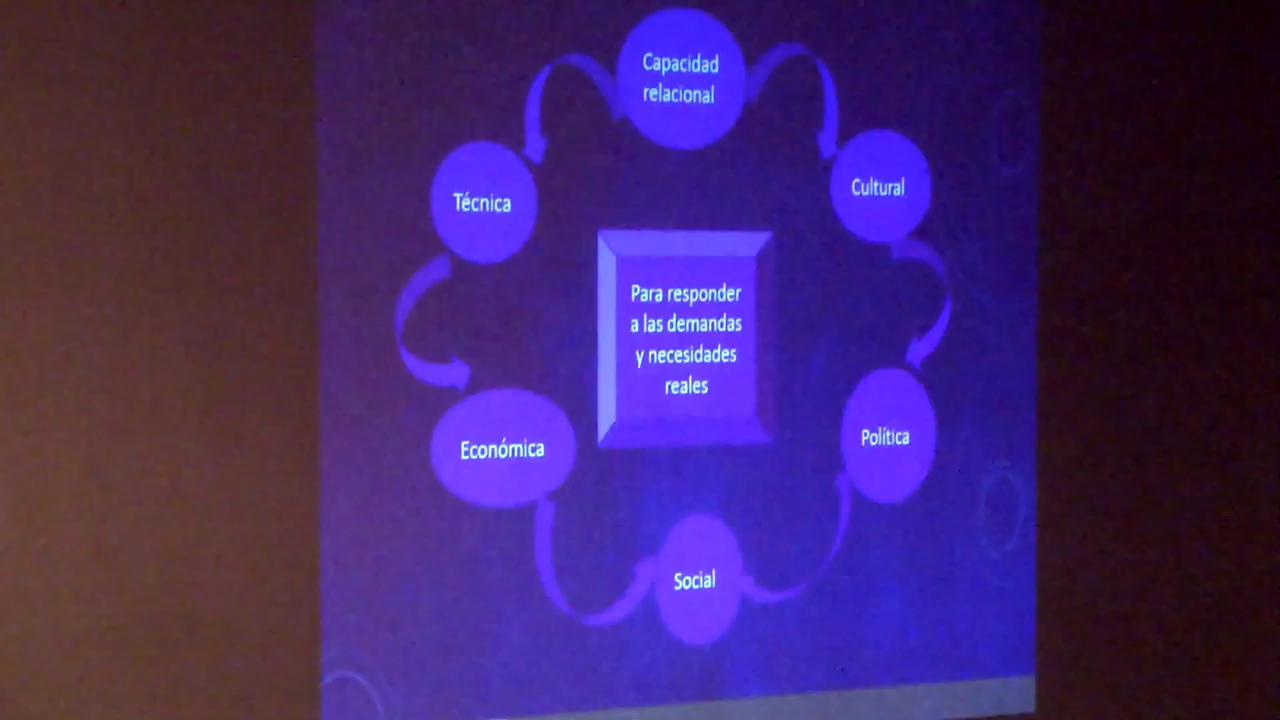 Capacidad
relacional
Técnica
Cultural
Para responder
a las demandas
y necesidades
reales
Económica
Política
Social